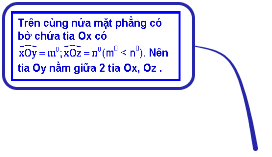 Trên cùng nửa mặt phẳng có
bờ chứa tia Ox có
xOy = m⁰; xOz = n⁰(m⁰ < n⁰). Nên
tia Oy nằm giữa 2 tia Ox, Oz .